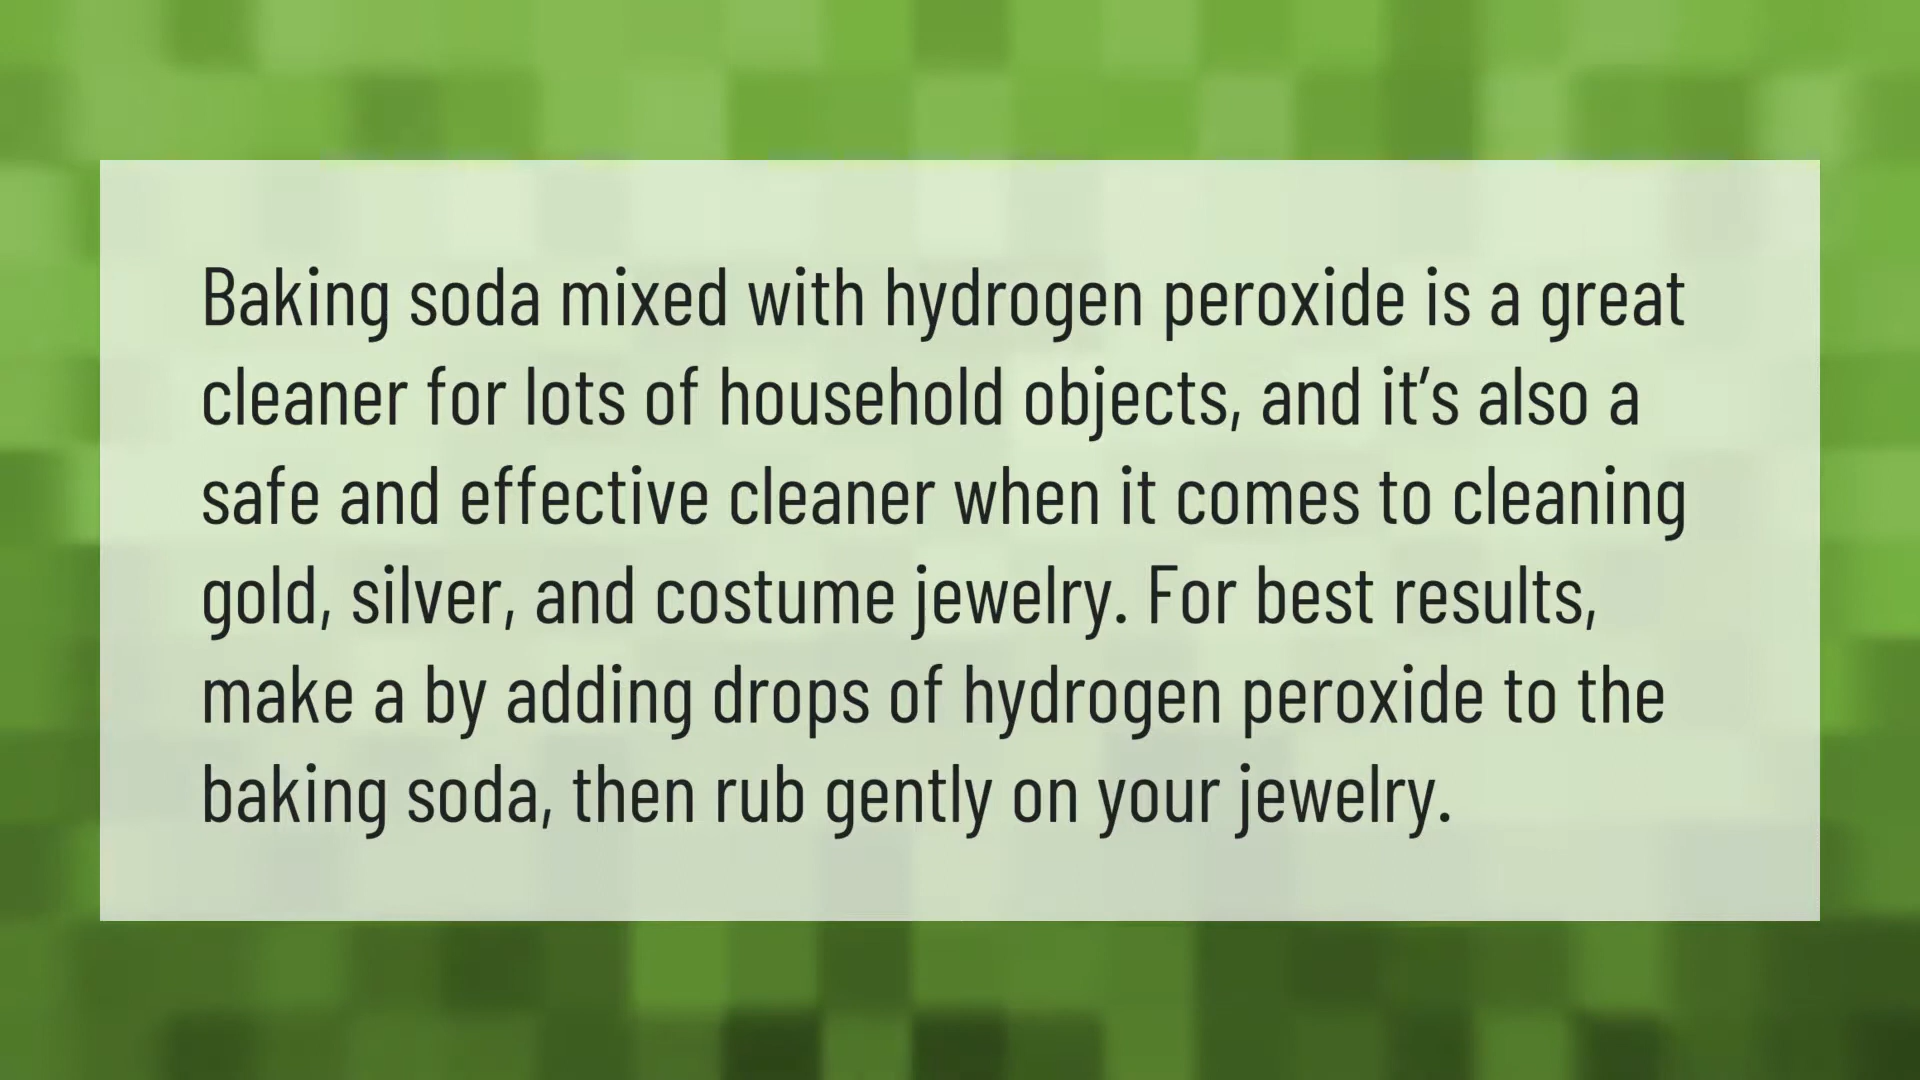 Baking soda mixed with hydrogen peroxide is a great
cleaner for lots of household objects, and it’s also a
safe and effective cleaner when it comes to cleaning
gold, silver, and costume jewelry. For best results,
make a by adding drops of hydrogen peroxide to the
baking soda, then rub gently on your jewelry.